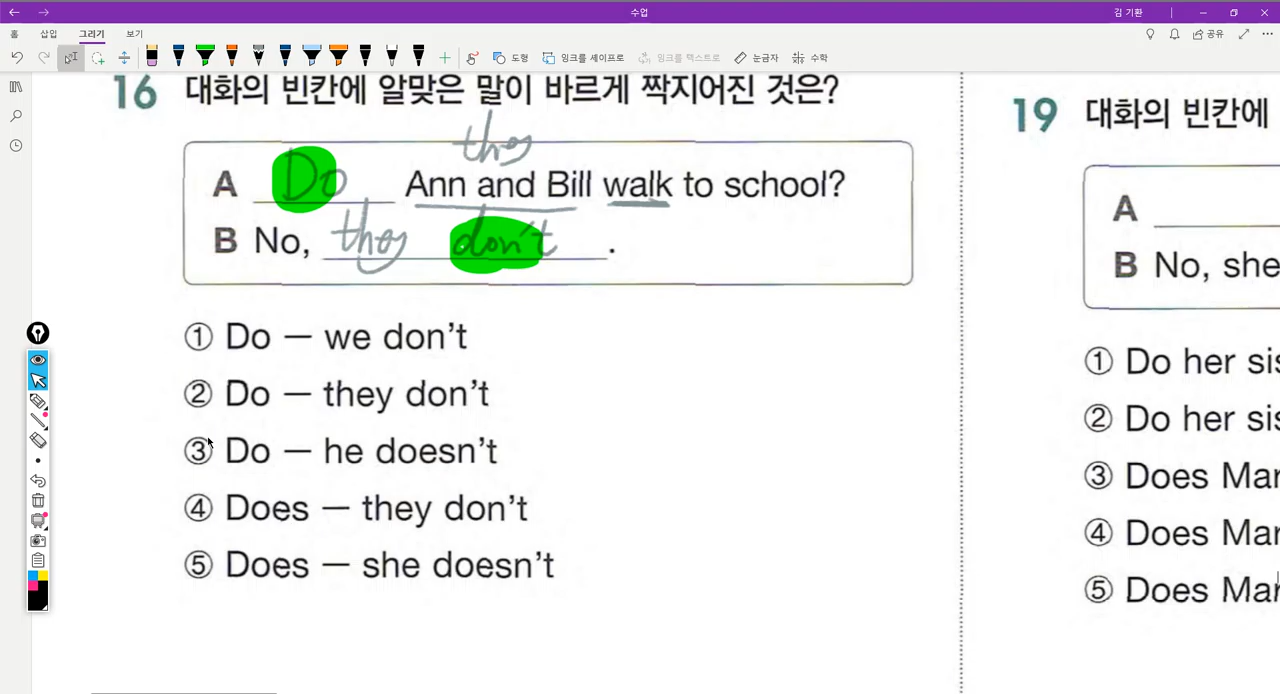 수업
김 기환
홈 삽입 그리기 보기
공유
도형 잉크를 셰이프로 잉크를 텍스트로 눈금자 수학
16 대화의 빈칸에 알맞은 말이 바르게 짝지어진 것은?
they
A Do Ann and Bill walk to school?
B No, they don't .
① Do — we don't
② Do — they don't
③ Do — he doesn't
④ Does — they don't
⑤ Does — she doesn't
19 대화의 빈칸에
A
B No, she
① Do her sis
② Do her sis
③ Does Mar
④ Does Mar
⑤ Does Mar